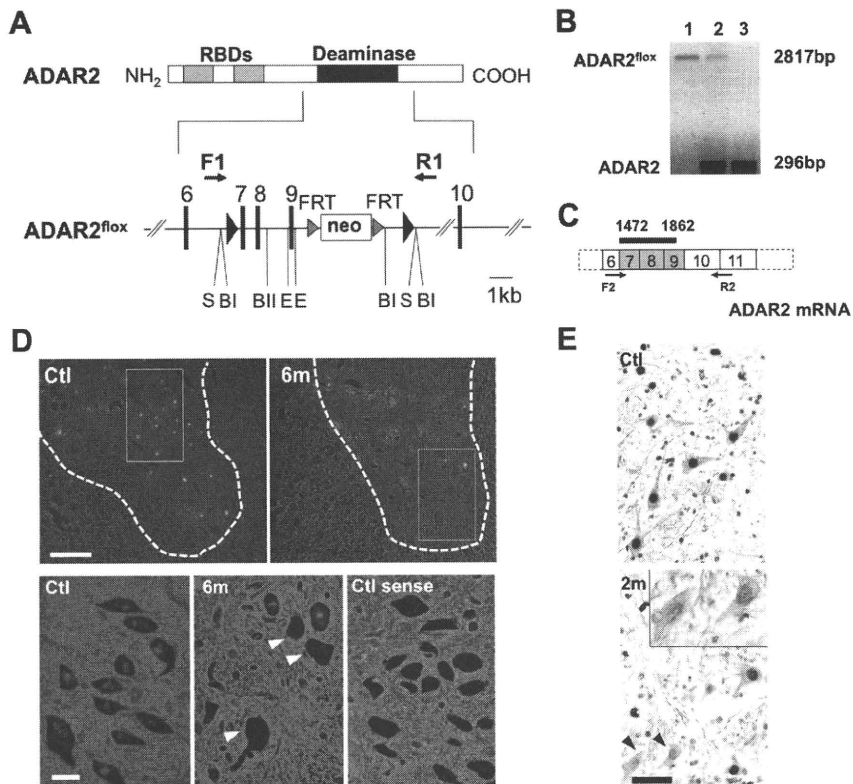 A
RBDs Deaminase
ADAR2 NH2 COOH
F1 R1
6 7 8 9 10
FRT FRT
ADAR2flox neo
S BI BII EE BI S BI
1kb
B
1 2 3
ADAR2flox 2817bp
ADAR2 296bp
C
1472 1862
6 7 8 9 10 11
F2 R2
ADAR2 mRNA
D
Ctl 6m
Ctl 6m Ctl sense
E
Ctl
2m